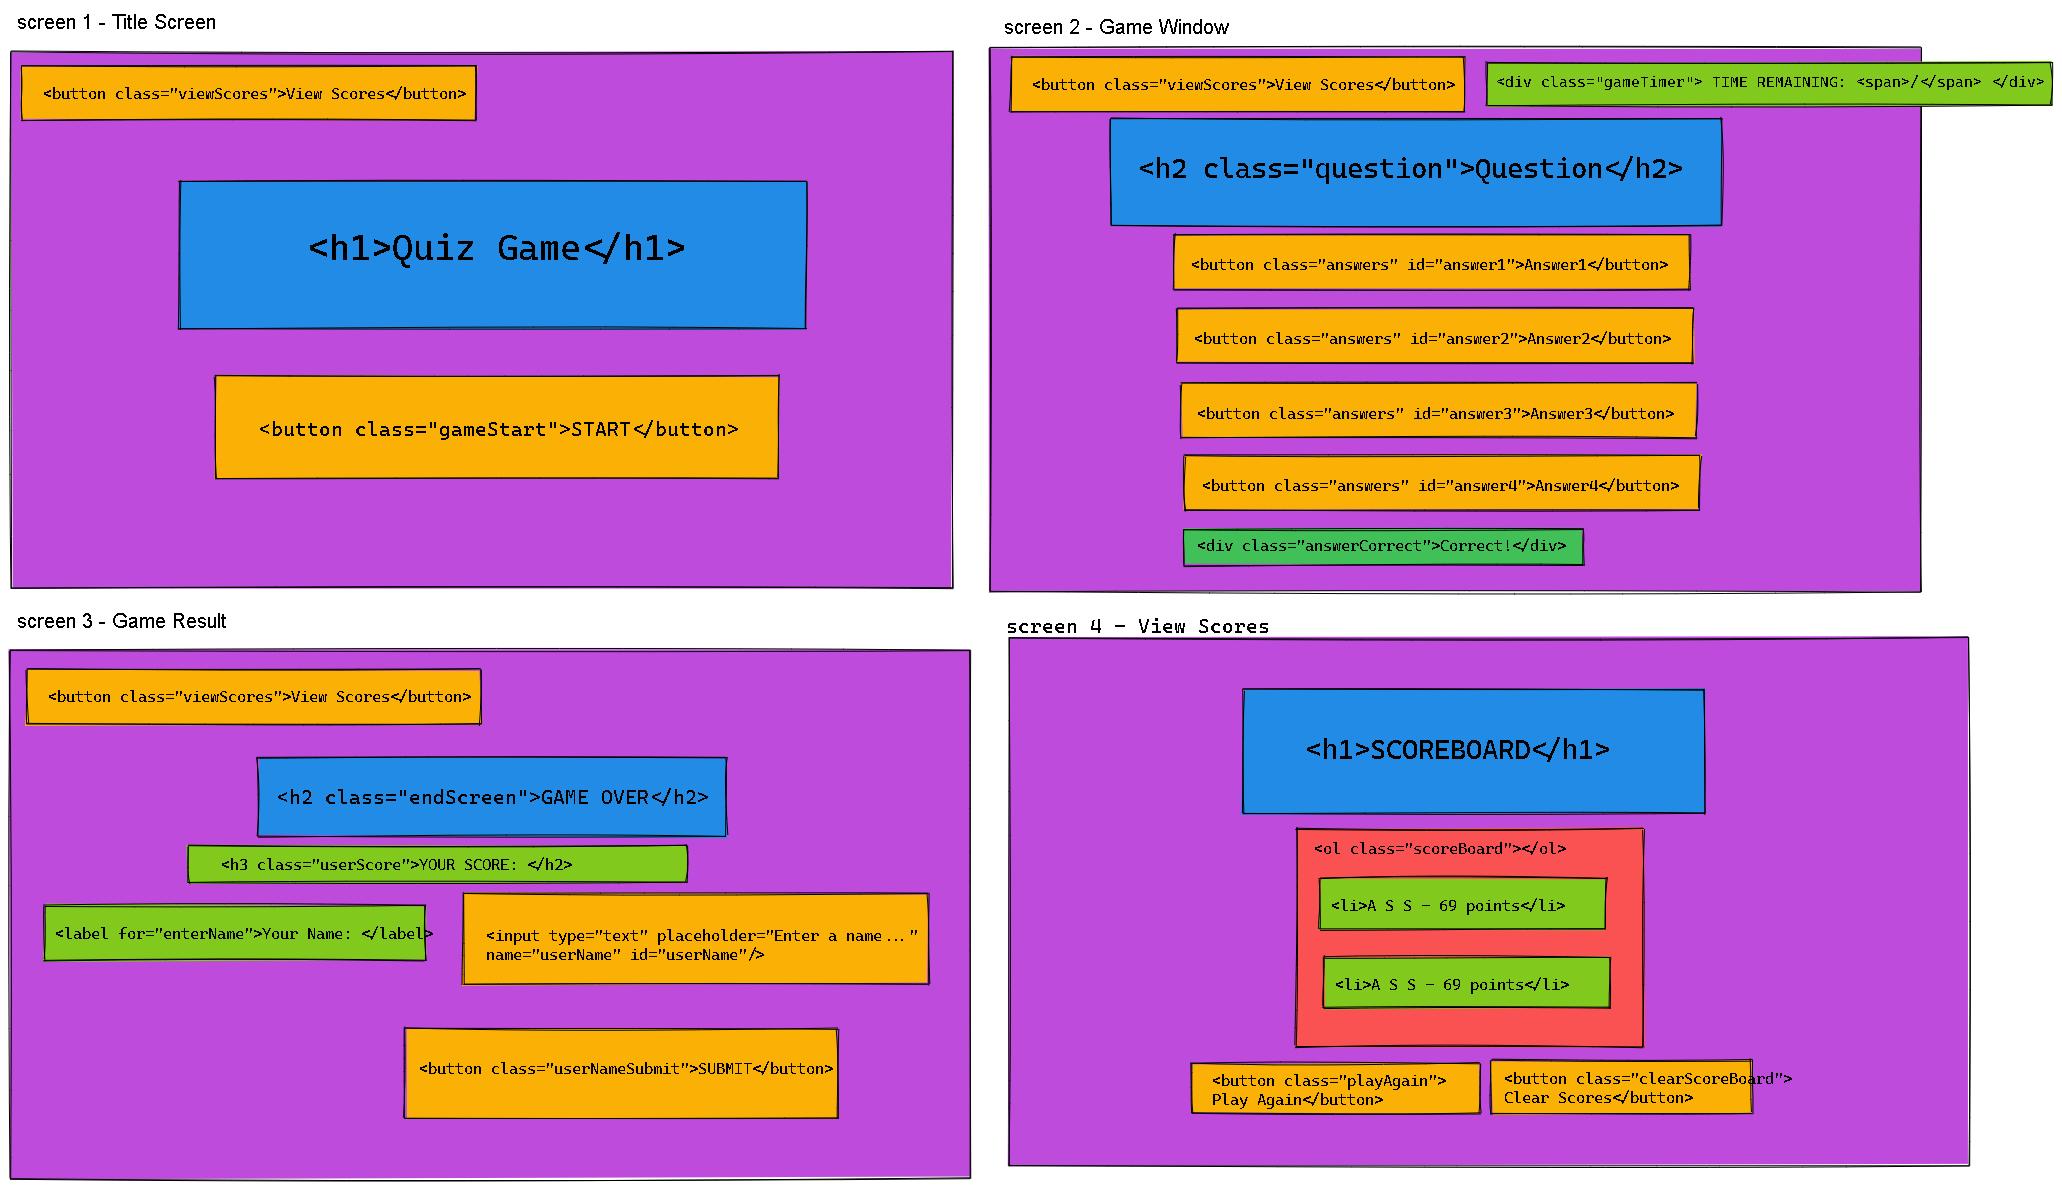 screen 1 - Title Screen
<button class="viewScores">View Scores</button>
<h1>Quiz Game</h1>
<button class="gameStart">START</button>
screen 2 - Game Window
<button class="viewScores">View Scores</button>
<div class="gameTimer"> TIME REMAINING: <span>/</span> </div>
<h2 class="question">Question</h2>
<button class="answers" id="answer1">Answer1</button>
<button class="answers" id="answer2">Answer2</button>
<button class="answers" id="answer3">Answer3</button>
<button class="answers" id="answer4">Answer4</button>
<div class="answerCorrect">Correct!</div>
screen 3 - Game Result
<button class="viewScores">View Scores</button>
<h2 class="endScreen">GAME OVER</h2>
<h3 class="userScore">YOUR SCORE: </h2>
<label for="enterName">Your Name: </label>
<input type="text" placeholder="Enter a name..."
name="userName" id="userName"/>
<button class="userNameSubmit">SUBMIT</button>
screen 4 - View Scores
<h1>SCOREBOARD</h1>
<ol class="scoreBoard"></ol>
<li>A S S - 69 points</li>
<li>A S S - 69 points</li>
<button class="playAgain">
Play Again</button>
<button class="clearScoreBoard">
Clear Scores</button>